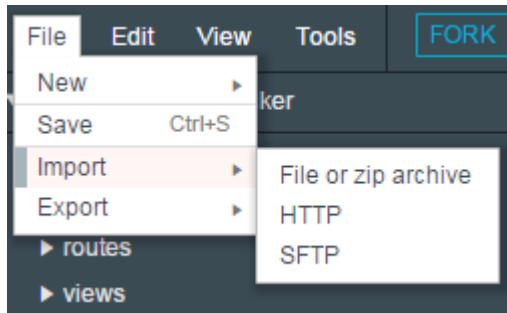 File Edit View Tools FORK
New
ker
Save Ctrl+S
Import
File or zip archive
Export
HTTP
routes
SFTP
views